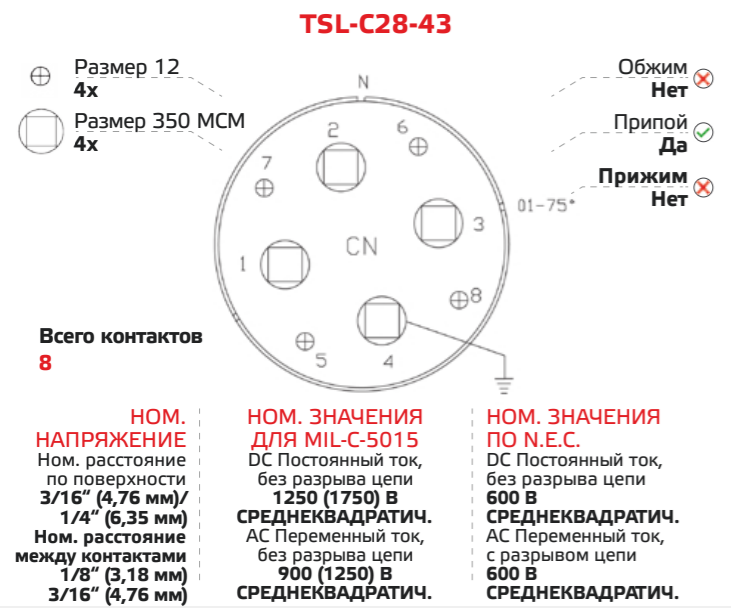 TSL-C28-43
Размер 12
4x
Размер 350 МСМ
4x
Обжим
Нет
Припой
Да
Прижим
Нет
N
2
6
7
01-75°
3
CN
1
8
5
4
Всего контактов
8
НОМ.
НАПРЯЖЕНИЕ
Ном. расстояние
по поверхности
3/16“ (4,76 мм)/
1/4“ (6,35 мм)
Ном. расстояние
между контактами
1/8“ (3,18 мм)
3/16“ (4,76 мм)
НОМ. ЗНАЧЕНИЯ
ДЛЯ MIL-C-5015
DC Постоянный ток,
без разрыва цепи
1250 (1750) В
СРЕДНЕКВАДРАТИЧ.
AC Переменный ток,
без разрыва цепи
900 (1250) В
СРЕДНЕКВАДРАТИЧ.
НОМ. ЗНАЧЕНИЯ
ПО N.E.C.
DC Постоянный ток,
без разрыва цепи
600 В
СРЕДНЕКВАДРАТИЧ.
AC Переменный ток,
с разрывом цепи
600 В
СРЕДНЕКВАДРАТИЧ.